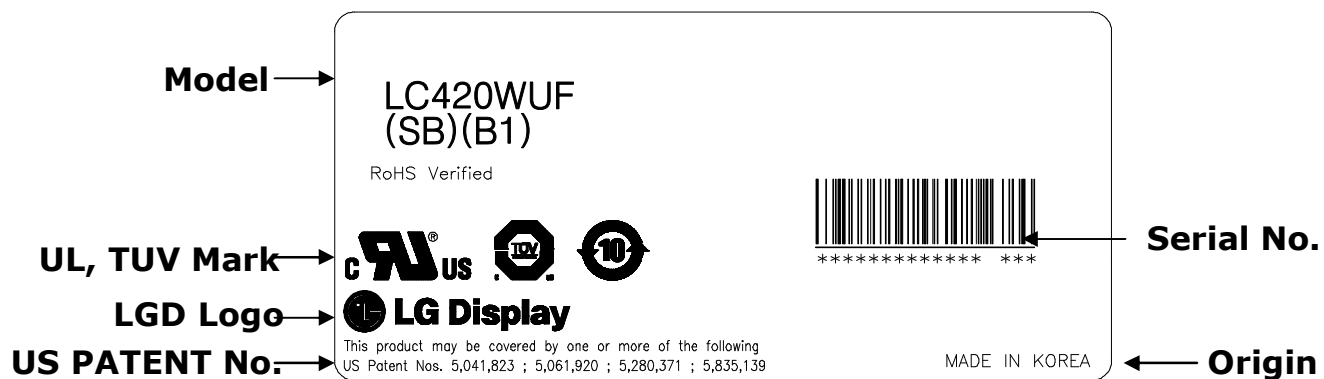 Model
LC420WUF
(SB)(B1)
RoHS Verified
UL, TUV Mark
c RU ® US
TUV
10
Serial No.
************* ***
LGD Logo
LG Display
US PATENT No.
This product may be covered by one or more of the following
US Patent Nos. 5,041,823 ; 5,061,920 ; 5,280,371 ; 5,835,139
MADE IN KOREA
Origin